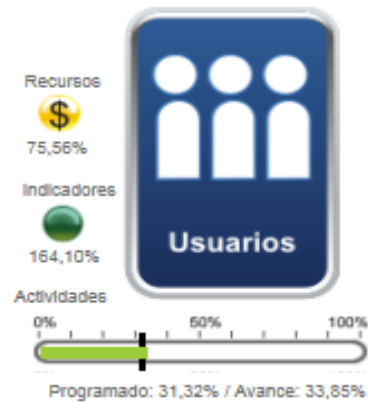 Recursos
$
75,56%
Indicadores
164,10%
Usuarios
Actividades
0% 50% 100%
Programado: 31,32% / Avance: 33,85%